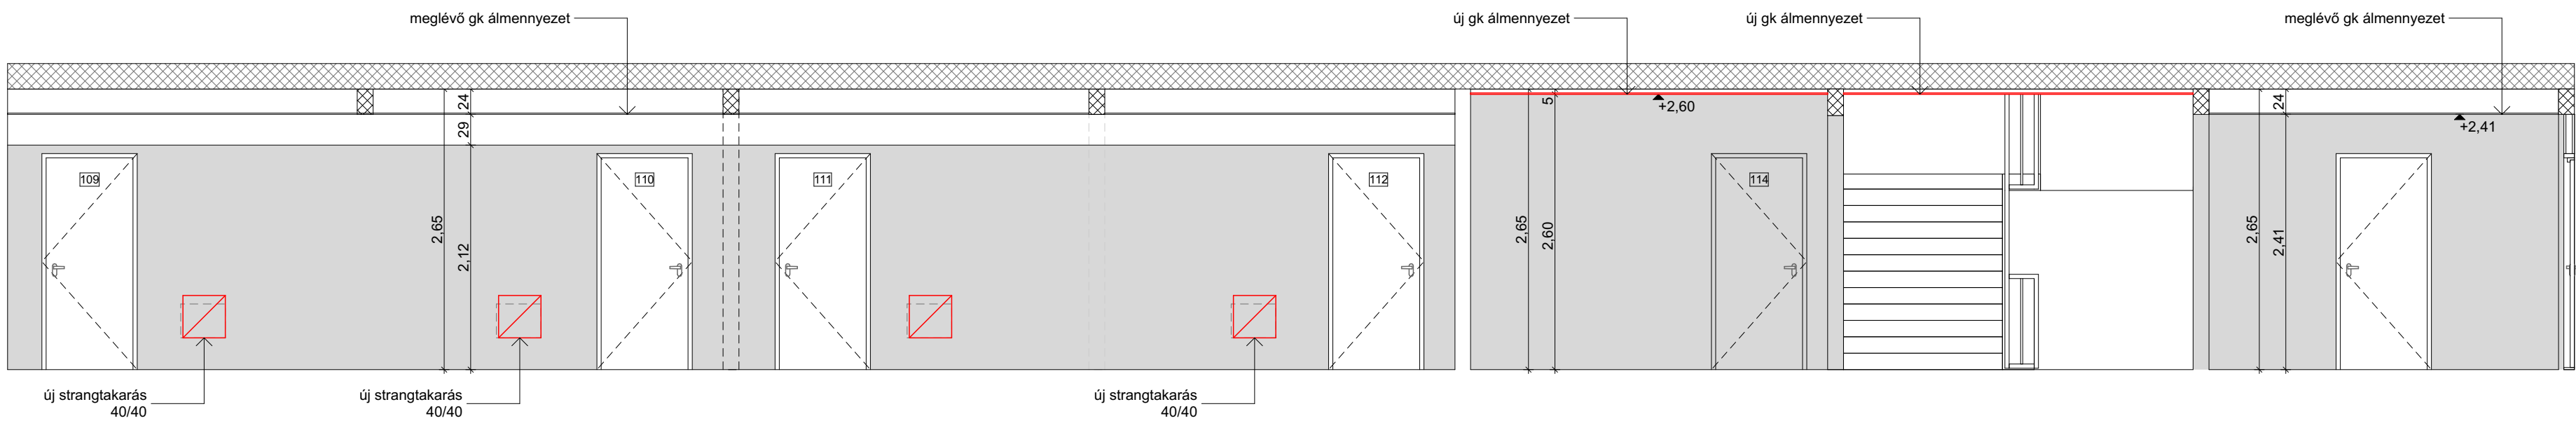 meglévő gk álmennyezet
új gk álmennyezet
új gk álmennyezet
meglévő gk álmennyezet
24
29
2,65
2,12
5
+2,60
2,65
2,60
24
+2,41
2,65
2,41
109
110
111
112
114
új strangtakarás
40/40
új strangtakarás
40/40
új strangtakarás
40/40